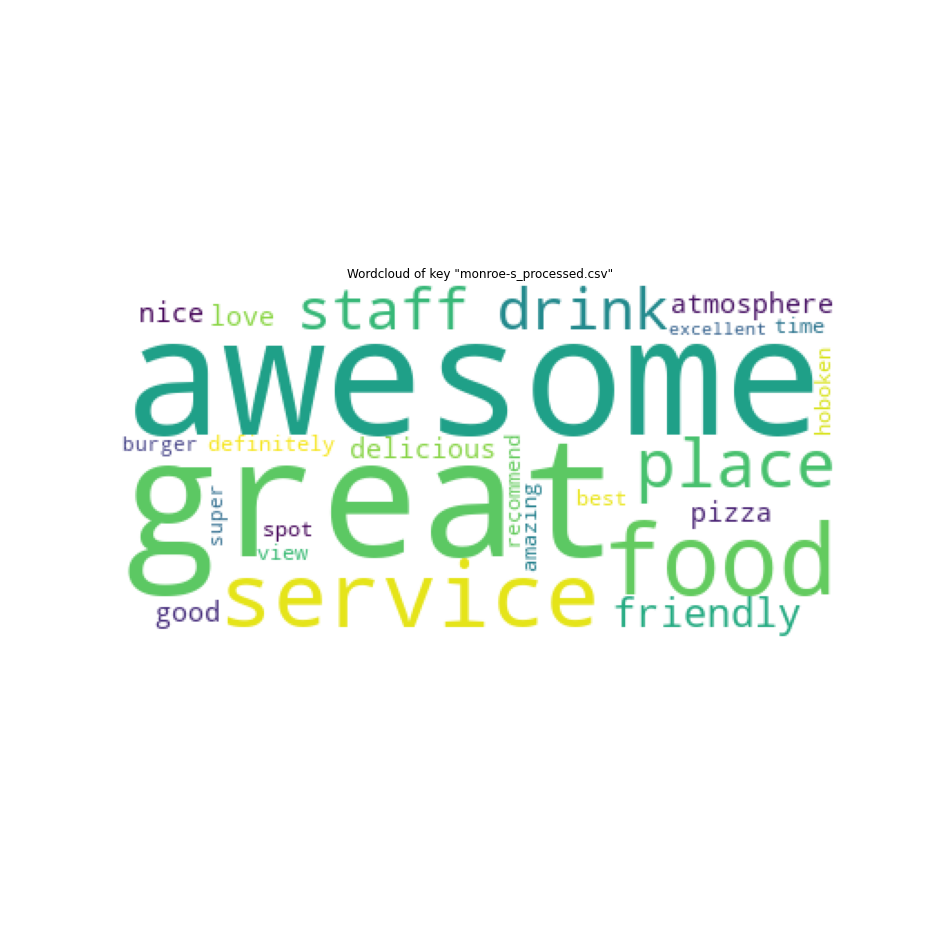 Wordcloud of key "monroe-s_processed.csv"
nice love staff drink atmosphere
excellent time
awesome
hoboken
burger definitely delicious
great
recommend
place
super
amazing
best
pizza
spot
view
food
good
service
friendly